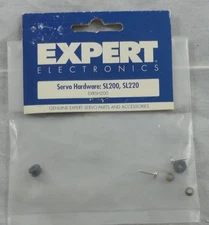 EXPERT
ELECTRONICS
Servo Hardware: SL200, SL220
GENUINE EXPERT SERVO PARTS AND ACCESSORIES